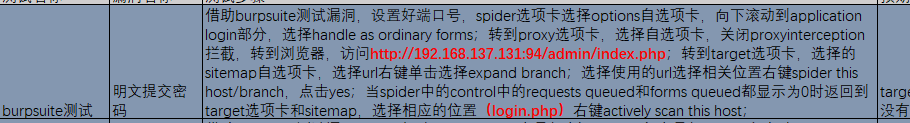 借助burpsuite测试漏洞，设置好端口号，spider选项卡选择options自选项卡，向下滚动到application
login部分，选择handle as ordinary forms；转到proxy选项卡，选择自选项卡，关闭proxyinterception
拦截，转到浏览器，访问http://192.168.137.131:94/admin/index.php；转到target选项卡，选择的
sitemap自选项卡，选择url右键单击选择expand branch；选择使用的url选择相关位置右键spider this
明文提交密 host/branch，点击yes；当spider中的control中的requests queued和forms queued都显示为0时返回到 target
burpsuite测试 码 target选项卡和sitemap，选择相应的位置（login.php）右键actively scan this host； 没有